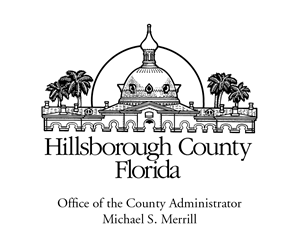 Hillsborough County
Florida
Office of the County Administrator
Michael S. Merrill